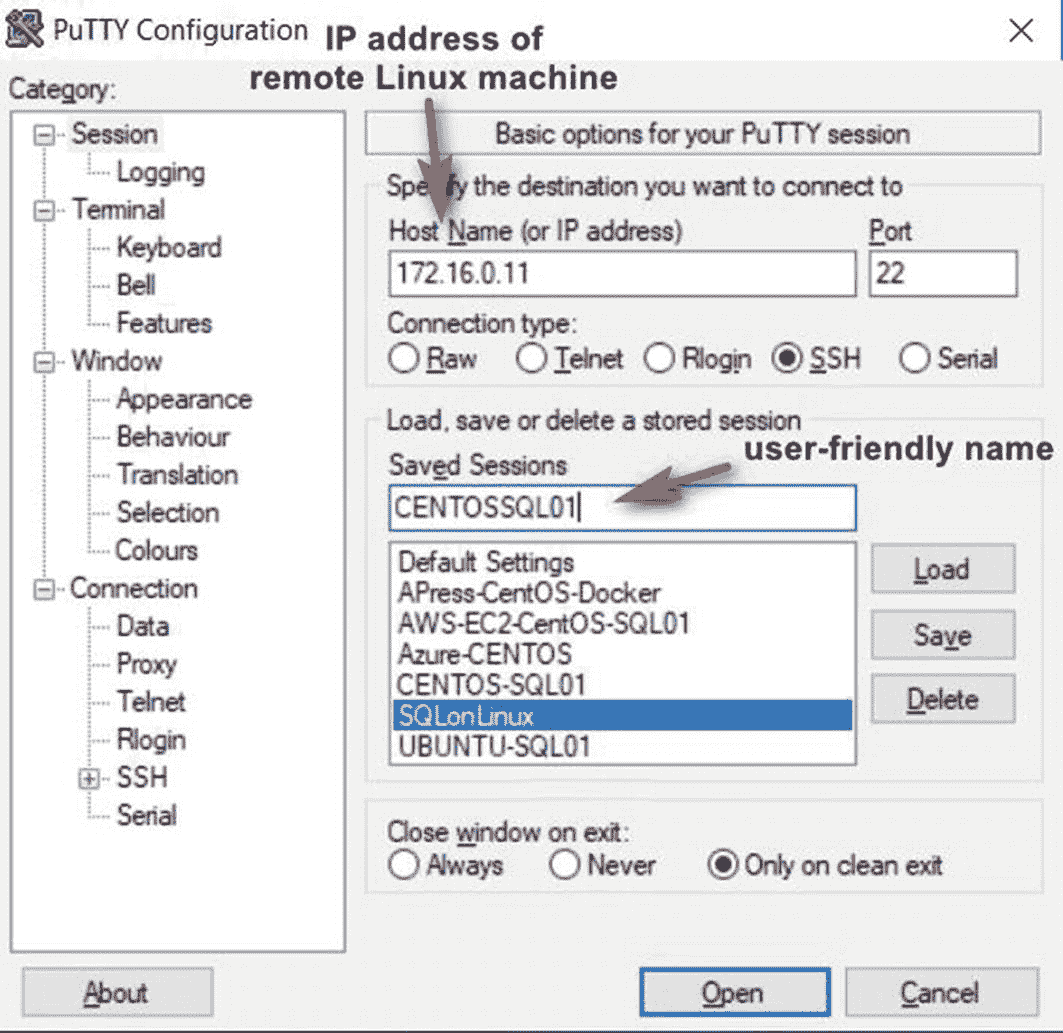 PuTTY Configuration
IP address of
remote Linux machine
Category:
Session
Logging
Terminal
Keyboard
Bell
Features
Window
Appearance
Behaviour
Translation
Selection
Colours
Connection
Data
Proxy
Telnet
Rlogin
SSH
Serial
Basic options for your PuTTY session
Specify the destination you want to connect to
Host Name (or IP address) Port
172.16.0.11 22
Connection type:
Raw Telnet Rlogin SSH Serial
Load, save or delete a stored session
user-friendly name
Saved Sessions
CENTOSSQL01
Default Settings
APress-CentOS-Docker
AWS-EC2-CentOS-SQL01
Azure-CENTOS
CENTOS-SQL01
SQLonLinux
UBUNTU-SQL01
Load
Save
Delete
Close window on exit:
Always Never Only on clean exit
About Open Cancel